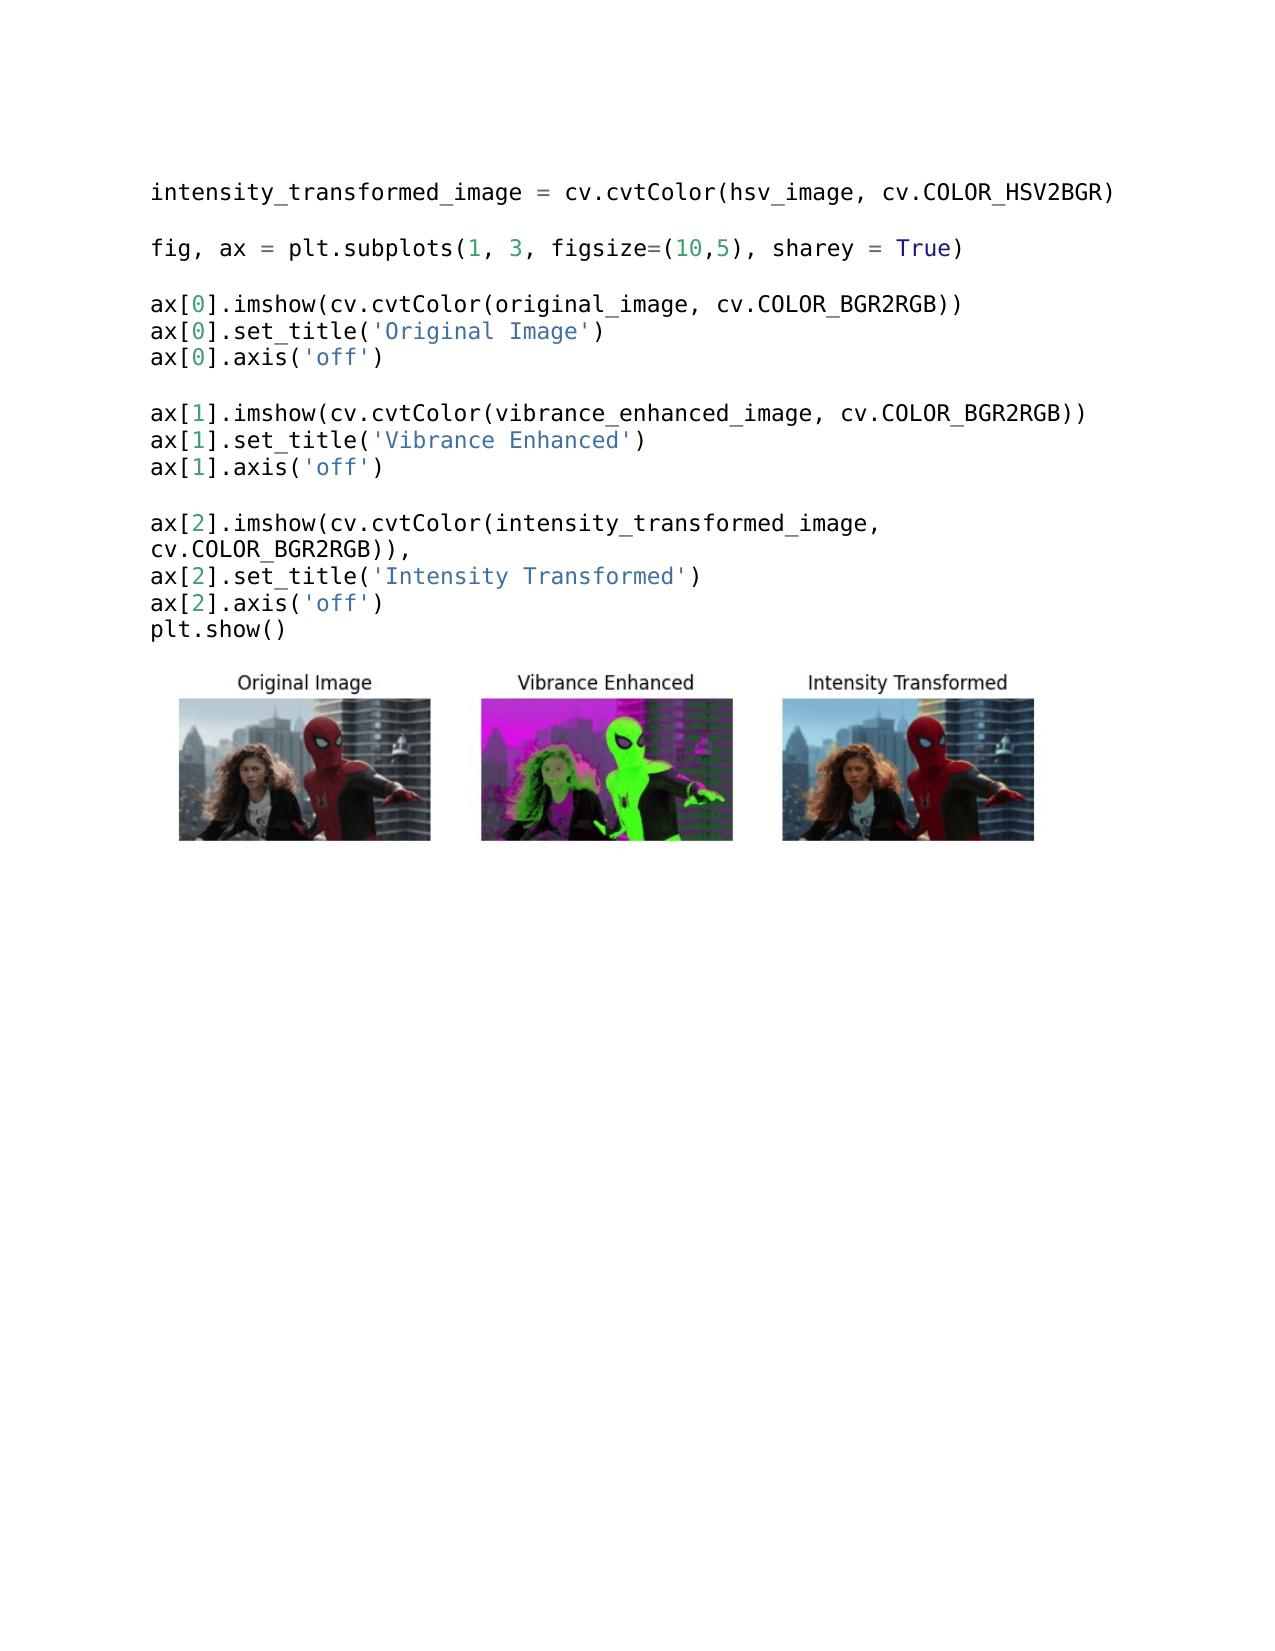 intensity_transformed_image = cv.cvtColor(hsv_image, cv.COLOR_HSV2BGR)
fig, ax = plt.subplots(1, 3, figsize=(10,5), sharey = True)
ax[0].imshow(cv.cvtColor(original_image, cv.COLOR_BGR2RGB))
ax[0].set_title('Original Image')
ax[0].axis('off')
ax[1].imshow(cv.cvtColor(vibrance_enhanced_image, cv.COLOR_BGR2RGB))
ax[1].set_title('Vibrance Enhanced')
ax[1].axis('off')
ax[2].imshow(cv.cvtColor(intensity_transformed_image,
cv.COLOR_BGR2RGB)),
ax[2].set_title('Intensity Transformed')
ax[2].axis('off')
plt.show()
Original Image
Vibrance Enhanced
Intensity Transformed